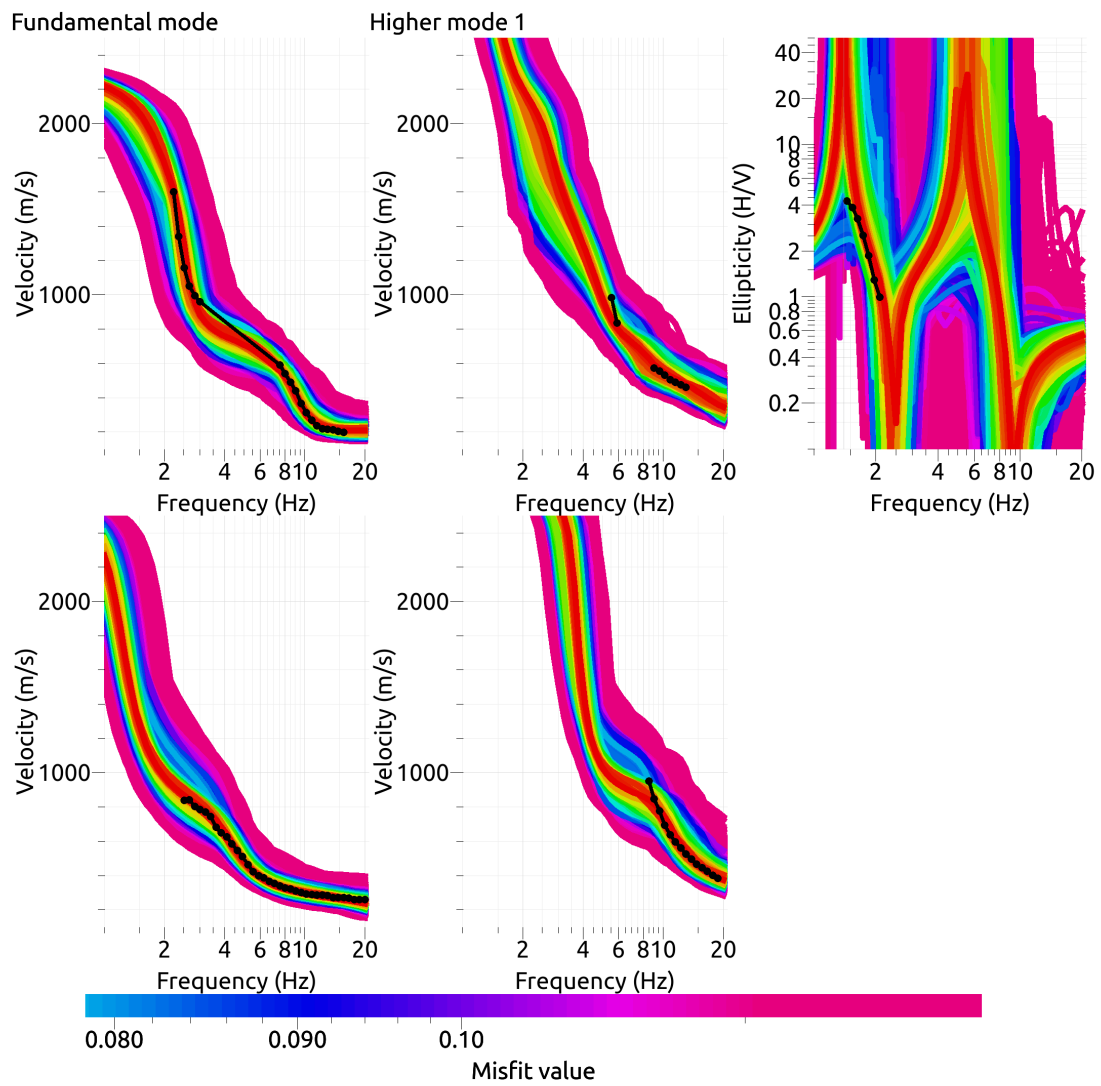 Fundamental mode
Higher mode 1
Velocity (m/s)
2000
1000
2 4 6 8 10 20
Frequency (Hz)
Velocity (m/s)
2000
1000
2 4 6 8 10 20
Frequency (Hz)
Ellipticity (H/V)
40
20
10
8
6
4
2
1
0.8
0.6
0.4
0.2
2 4 6 8 10 20
Frequency (Hz)
Velocity (m/s)
2000
1000
2 4 6 8 10 20
Frequency (Hz)
Velocity (m/s)
2000
1000
2 4 6 8 10 20
Frequency (Hz)
0.080 0.090 0.10
Misfit value